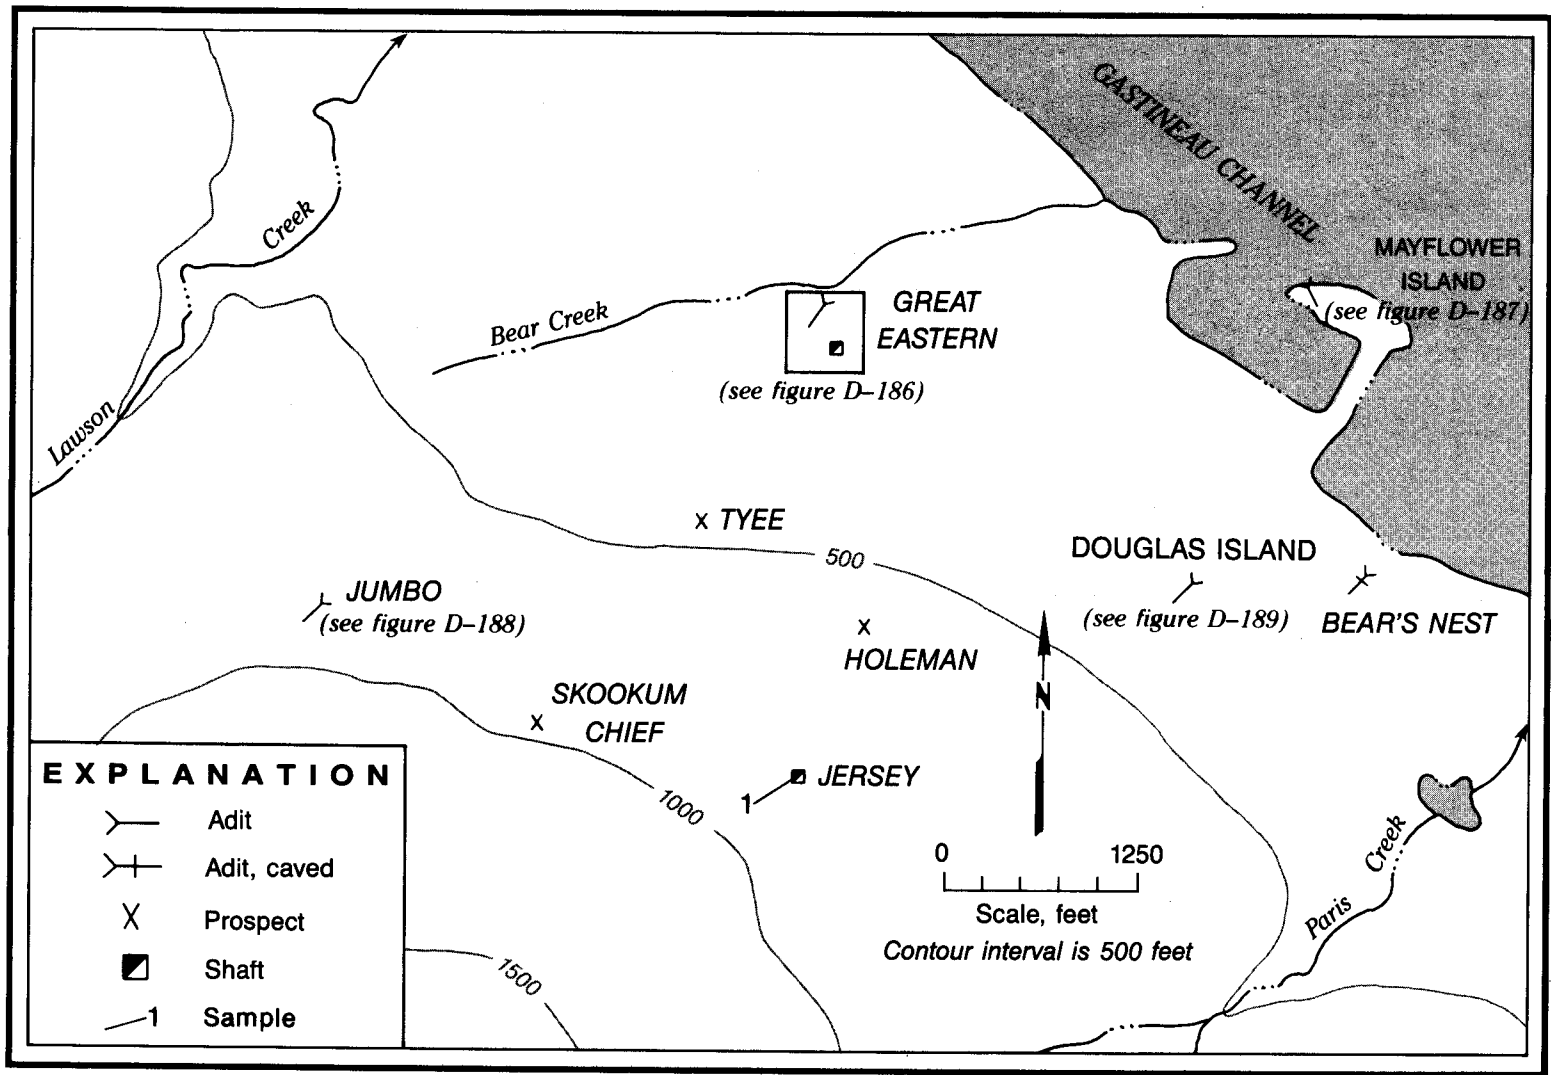 GASTINEAU CHANNEL
MAYFLOWER
ISLAND
(see figure D-187)
Creek
Lawson
Bear Creek
GREAT
EASTERN
(see figure D-186)
TYEE
500
DOUGLAS ISLAND
(see figure D-189)
BEAR'S NEST
JUMBO
(see figure D-188)
HOLEMAN
N
SKOOKUM
CHIEF
JERSEY
1
1000
1500
Paris Creek
0 1250
Scale, feet
Contour interval is 500 feet
EXPLANATION
Adit
Adit, caved
Prospect
Shaft
1 Sample